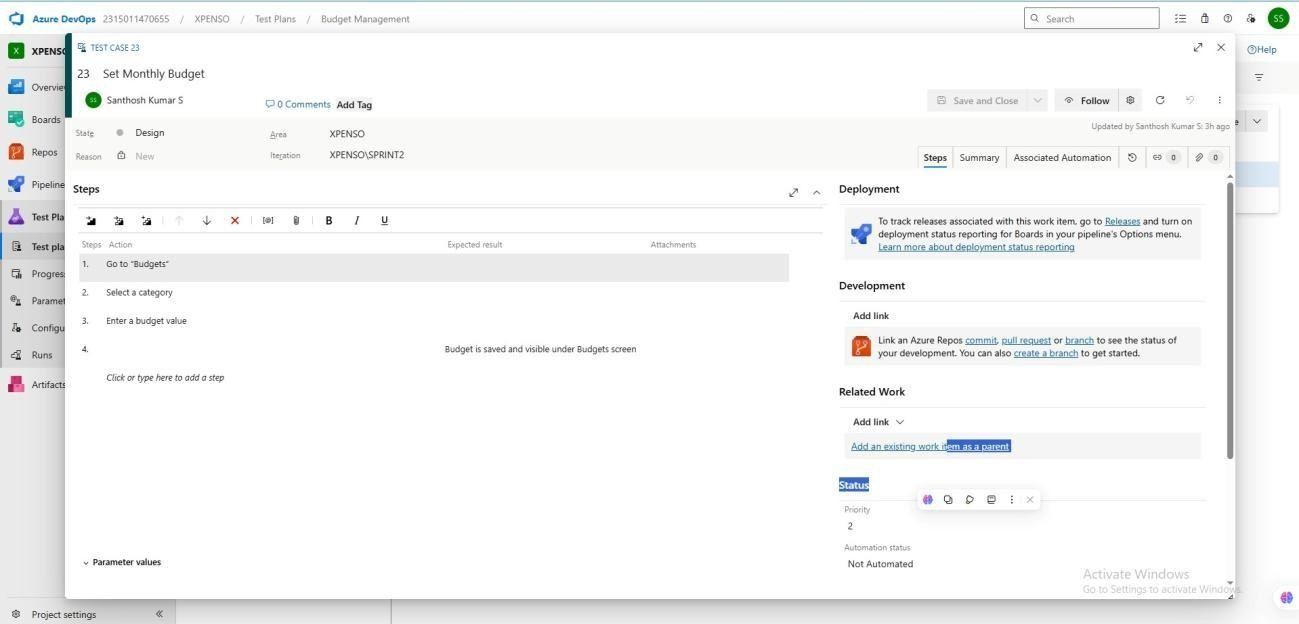 Azure DevOps 2315011470655 / XPENSO / Test Plans / Budget Management
Search
SS
X XPENSO
Help
TEST CASE 23
23 Set Monthly Budget
SS Santhosh Kumar S
0 Comments Add Tag
Save and Close
Follow
State Design
Area XPENSO
Updated by Santhosh Kumar S: 3h ago
Reason New
Iteration XPENSO\SPRINT2
Steps Summary Associated Automation 0 0
Overvie
Boards
Repos
Pipeline
Test Pla
Test pla
Progres
Paramet
Configu
Runs
Artifacts
Project settings
Steps
Steps Action Expected result Attachments
1. Go to “Budgets”
2. Select a category
3. Enter a budget value
4. Budget is saved and visible under Budgets screen
Click or type here to add a step
Parameter values
Deployment
To track releases associated with this work item, go to Releases and turn on
deployment status reporting for Boards in your pipeline's Options menu.
Learn more about deployment status reporting
Development
Add link
Link an Azure Repos commit, pull request or branch to see the status of
your development. You can also create a branch to get started.
Related Work
Add link
Add an existing work item as a parent
Status
Priority
2
Automation status
Not Automated
Activate Windows
Go to Settings to activate Windows.